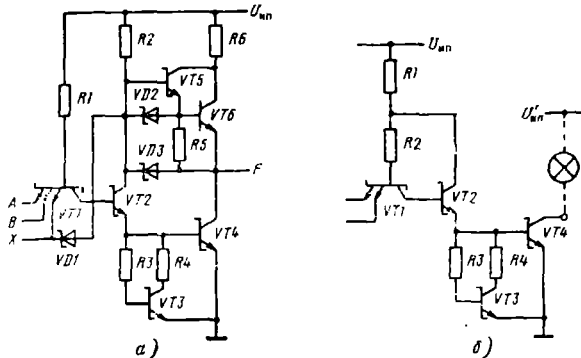 Uип
R2
R6
VT5
R1
VD2
VT6
R5
VD3
F
A
B
X
VT1
VT2
VT4
VD1
R3
R4
VT3
а)
Uип
R1
U'ип
R2
VT1
VT2
VT4
R3
R4
VT3
б)